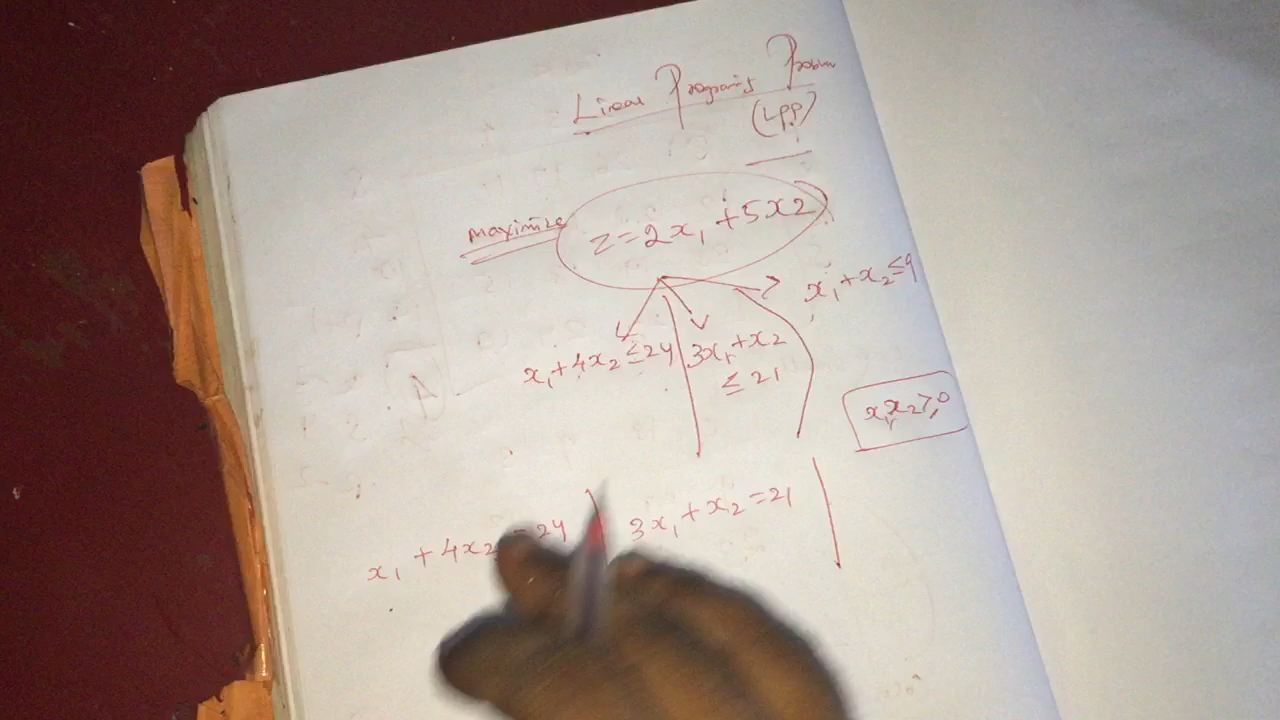 Linear Programing Problem
(LPP)
maximize z = 2x1 + 5x2
x1 + x2 ≤ 9
x1 + 4x2 ≤ 24
3x1 + x2
≤ 21
x1, x2 ≥ 0
x1 + 4x2 = 24
3x1 + x2 = 21